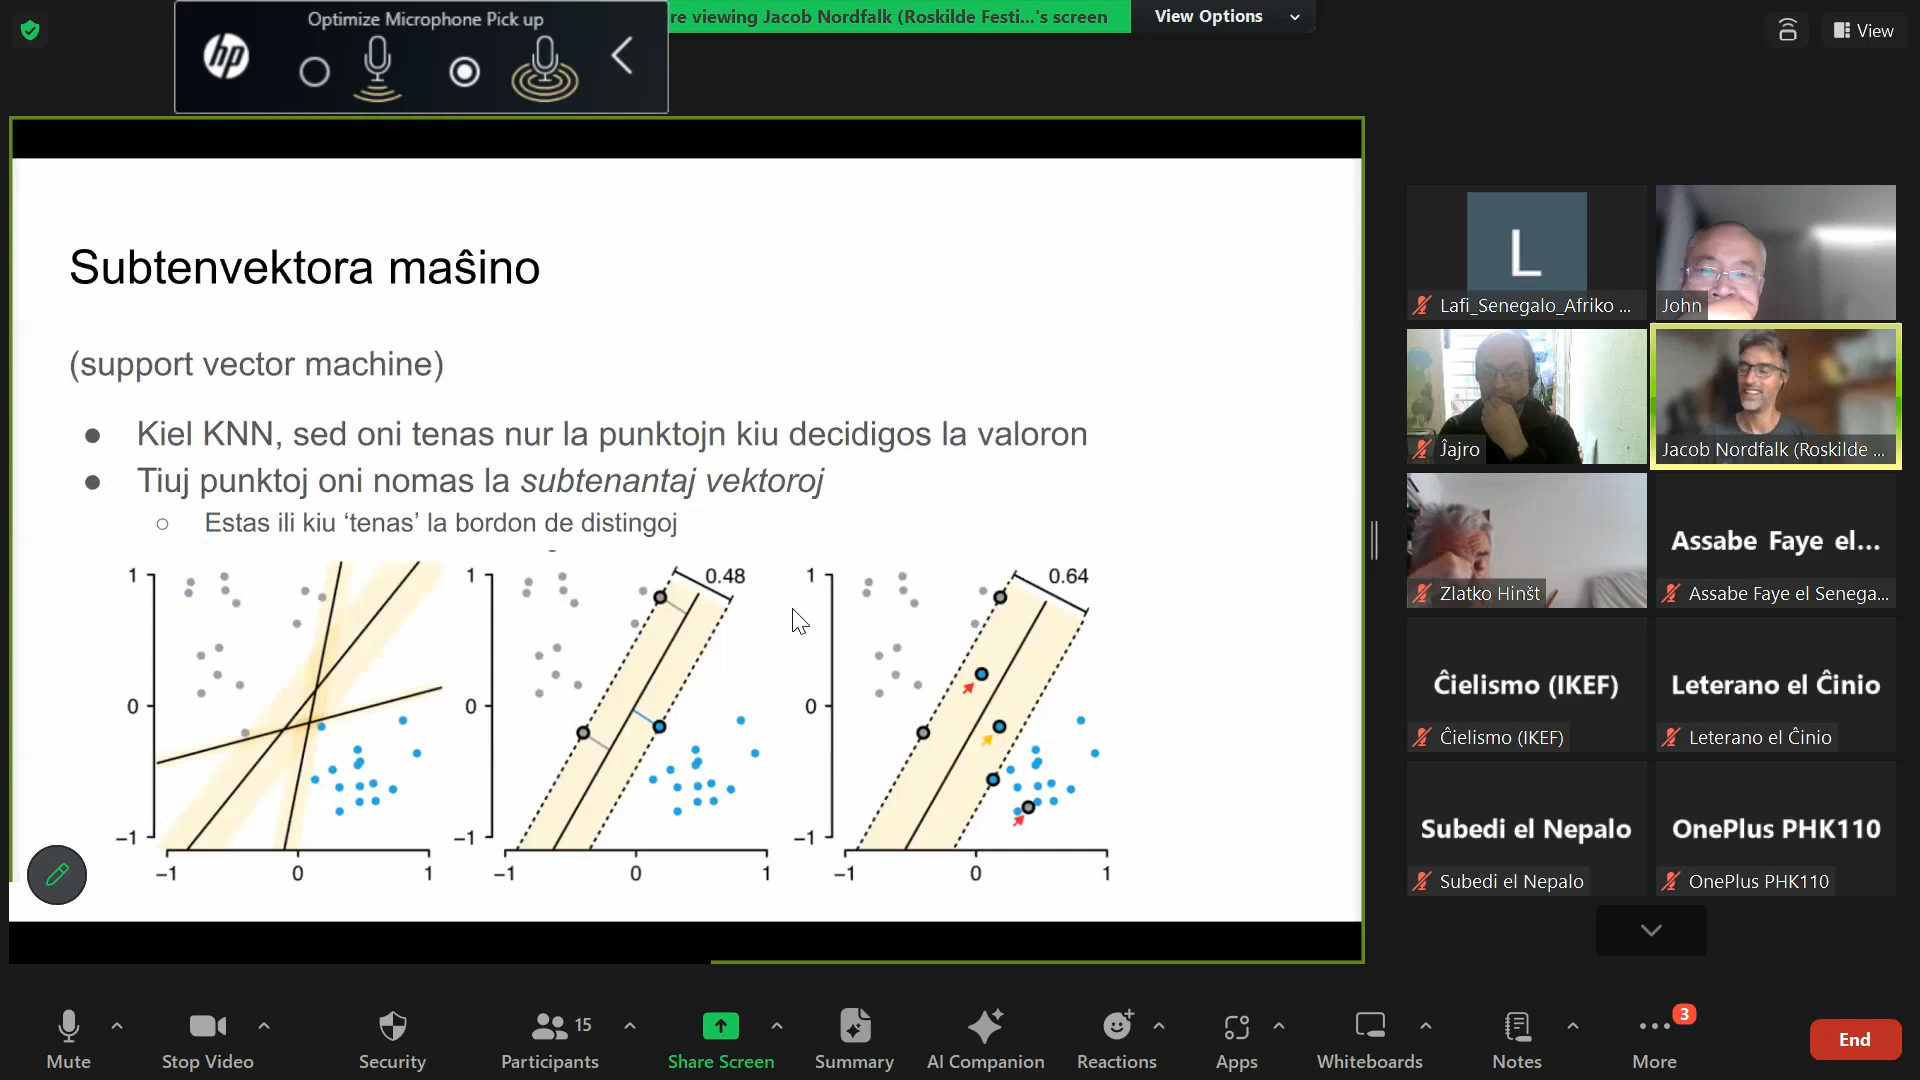 Optimize Microphone Pick up
hp
re viewing Jacob Nordfalk (Roskilde Festi...'s screen
View Options
View
Subtenvektora maŝino
(support vector machine)
● Kiel KNN, sed oni tenas nur la punktojn kiu decidigos la valoron
● Tiuj punktoj oni nomas la subtenantaj vektoroj
○ Estas ili kiu ‘tenas’ la bordon de distingoj
1
0
−1
−1 0 1
1
0
−1
−1 0 1
0.48
1
0
−1
−1 0 1
0.64
L
Lafi_Senegalo_Afriko ...
John
Ĵajro
Jacob Nordfalk (Roskilde ...
Zlatko Hinŝt
Assabe Faye el...
Assabe Faye el Senega...
Ĉielismo (IKEF)
Ĉielismo (IKEF)
Leterano el Ĉinio
Leterano el Ĉinio
Subedi el Nepalo
Subedi el Nepalo
OnePlus PHK110
OnePlus PHK110
Mute
Stop Video
Security
15
Participants
Share Screen
Summary
AI Companion
Reactions
Apps
Whiteboards
Notes
3
More
End